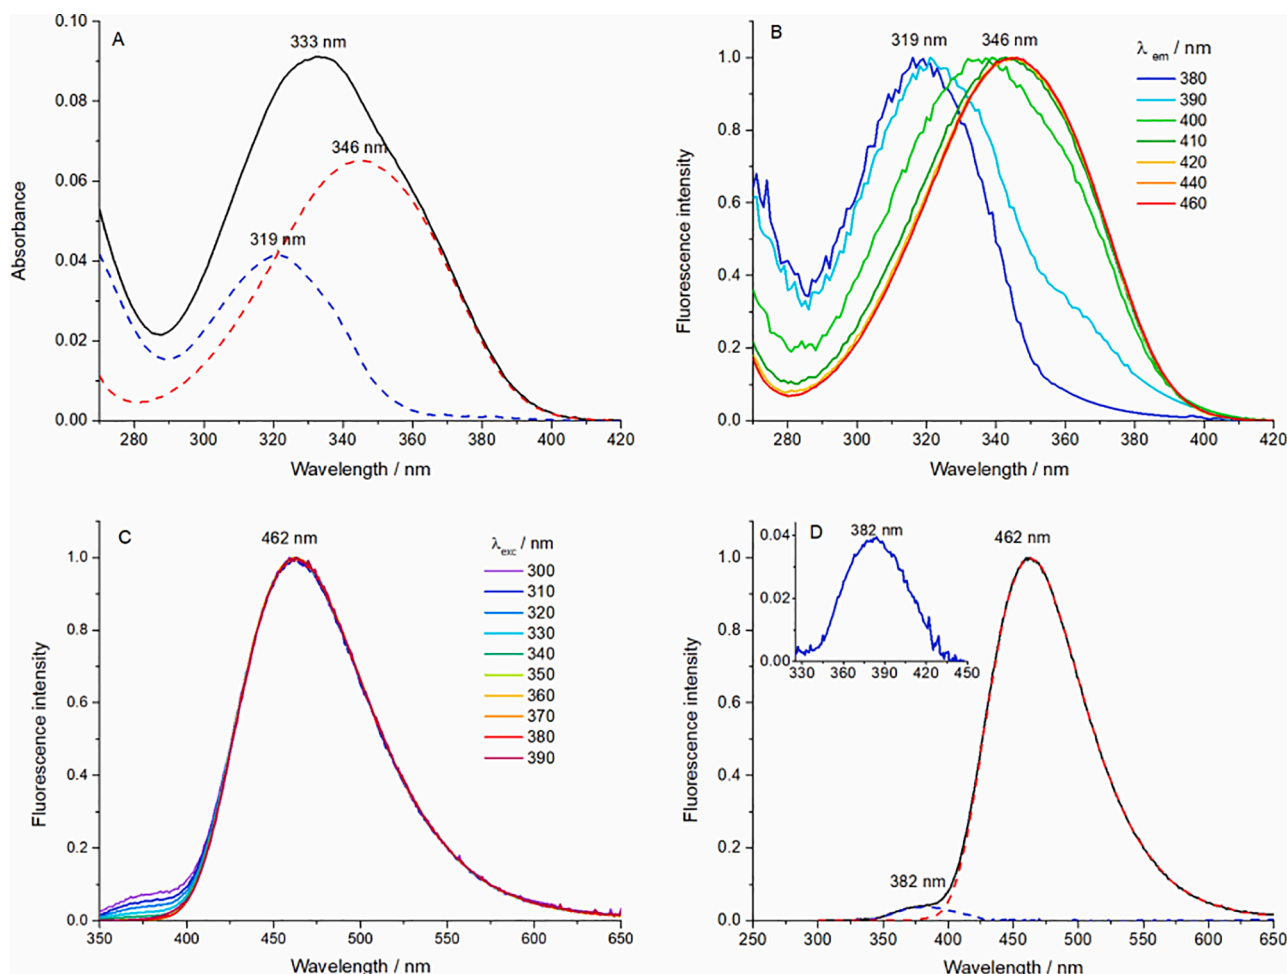 A
333 nm
346 nm
319 nm
0.10
0.08
0.06
0.04
0.02
0.00
Absorbance
280 300 320 340 360 380 400 420
Wavelength / nm
B
319 nm 346 nm
λ em / nm
380
390
400
410
420
440
460
1.0
0.8
0.6
0.4
0.2
0.0
Fluorescence intensity
280 300 320 340 360 380 400 420
Wavelength / nm
C
462 nm
λexc / nm
300
310
320
330
340
350
360
370
380
390
1.0
0.8
0.6
0.4
0.2
0.0
Fluorescence intensity
350 400 450 500 550 600 650
Wavelength / nm
D
382 nm
0.04
0.02
0.00
330 360 390 420 450
462 nm
382 nm
1.0
0.8
0.6
0.4
0.2
0.0
Fluorescence intensity
250 300 350 400 450 500 550 600 650
Wavelength / nm